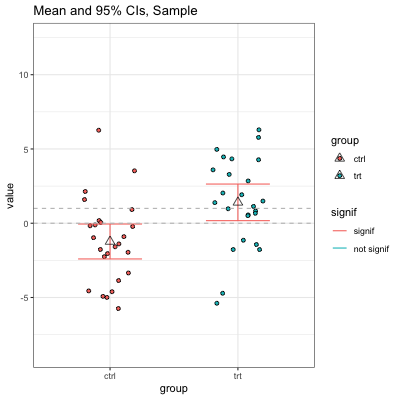 Mean and 95% CIs, Sample
10
5
0
-5
value
ctrl
trt
group
group
ctrl
trt
signif
signif
not signif